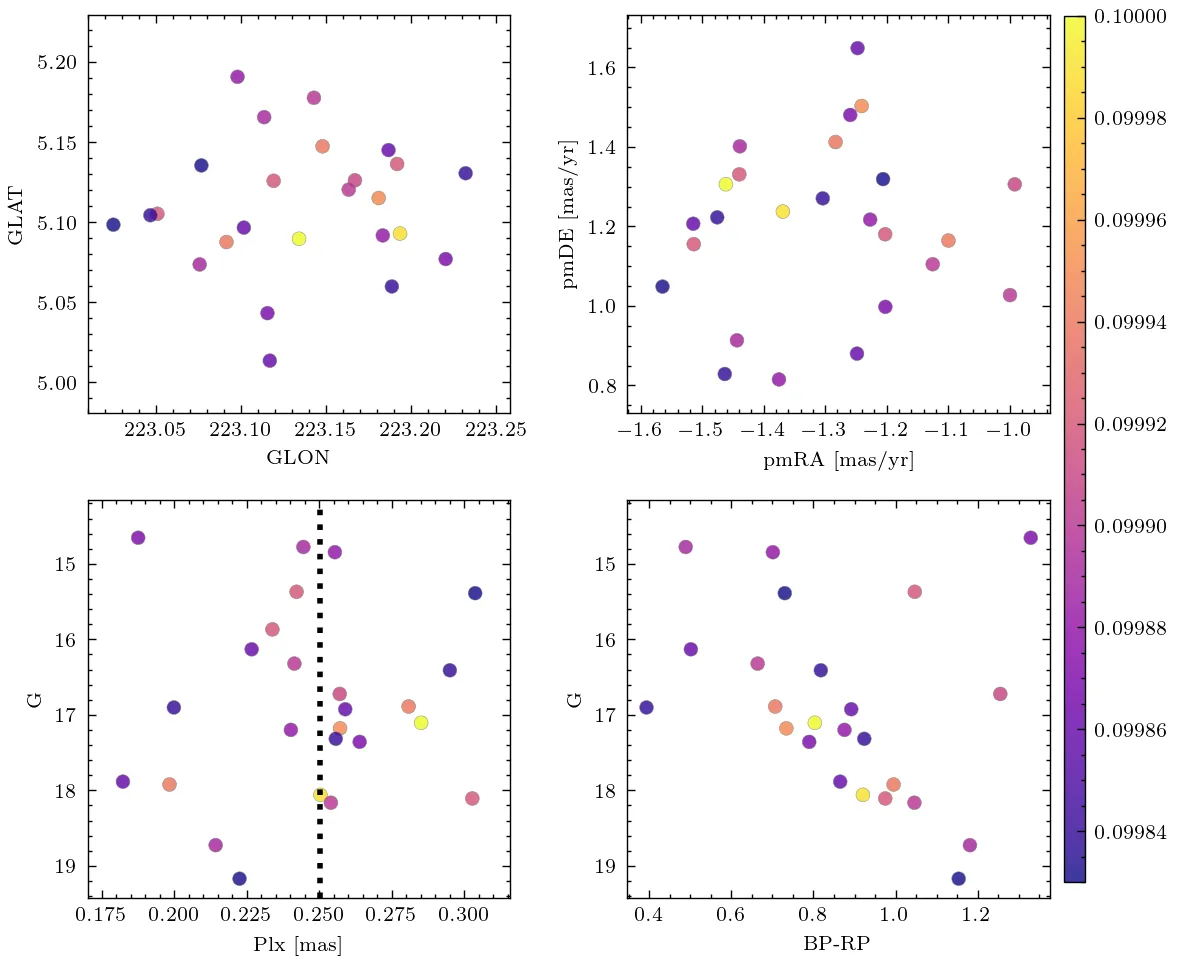 5.20
5.15
5.10
5.05
5.00
GLAT
223.05 223.10 223.15 223.20 223.25
GLON
1.6
1.4
1.2
1.0
0.8
pmDE [mas/yr]
−1.6 −1.5 −1.4 −1.3 −1.2 −1.1 −1.0
pmRA [mas/yr]
0.10000
0.09998
0.09996
0.09994
0.09992
0.09990
0.09988
0.09986
0.09984
15
16
17
18
19
G
0.175 0.200 0.225 0.250 0.275 0.300
Plx [mas]
15
16
17
18
19
G
0.4 0.6 0.8 1.0 1.2
BP-RP